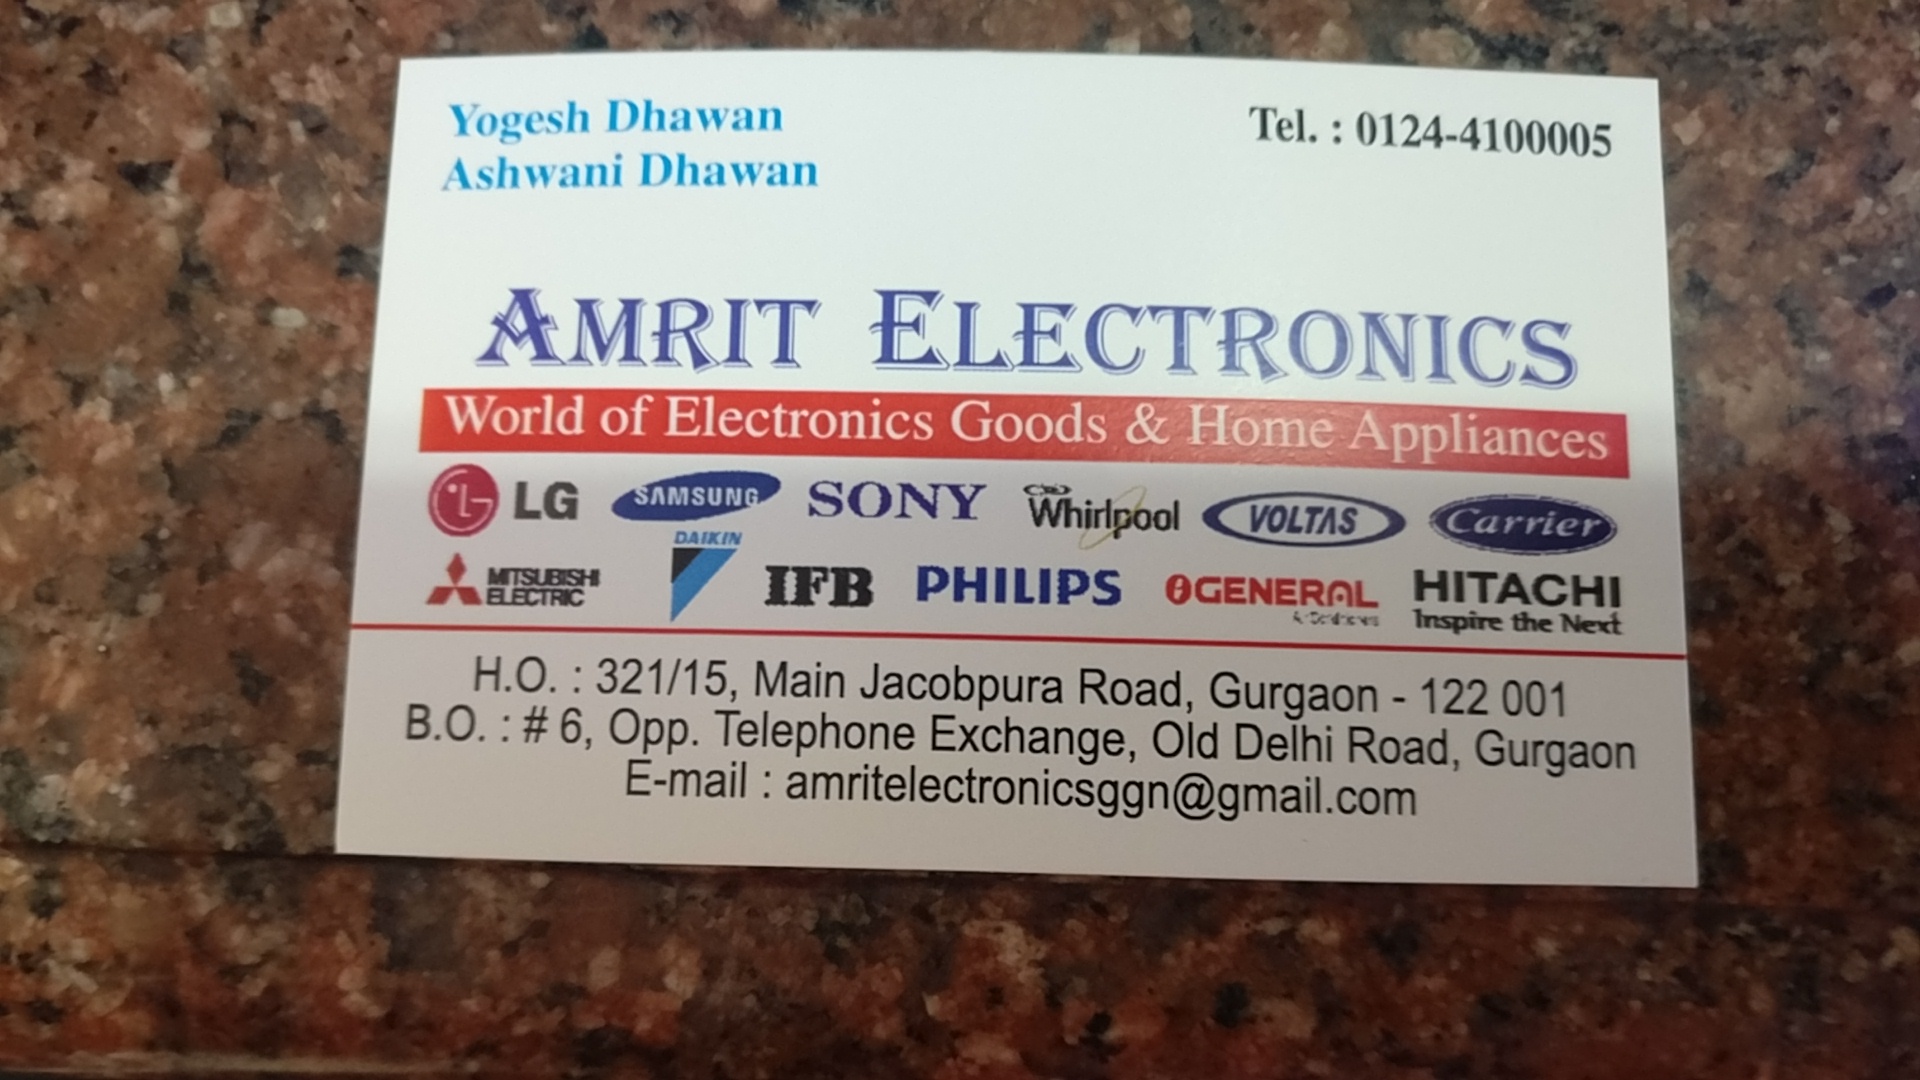 Yogesh Dhawan
Ashwani Dhawan
Tel. : 0124-4100005
AMRIT ELECTRONICS
World of Electronics Goods & Home Appliances
LG SAMSUNG SONY Whirlpool VOLTAS Carrier
MITSUBISHI ELECTRIC DAIKIN IFB PHILIPS OGENERAL HITACHI
Inspire the Next
H.O. : 321/15, Main Jacobpura Road, Gurgaon - 122 001
B.O. : # 6, Opp. Telephone Exchange, Old Delhi Road, Gurgaon
E-mail : amritelectronicsggn@gmail.com